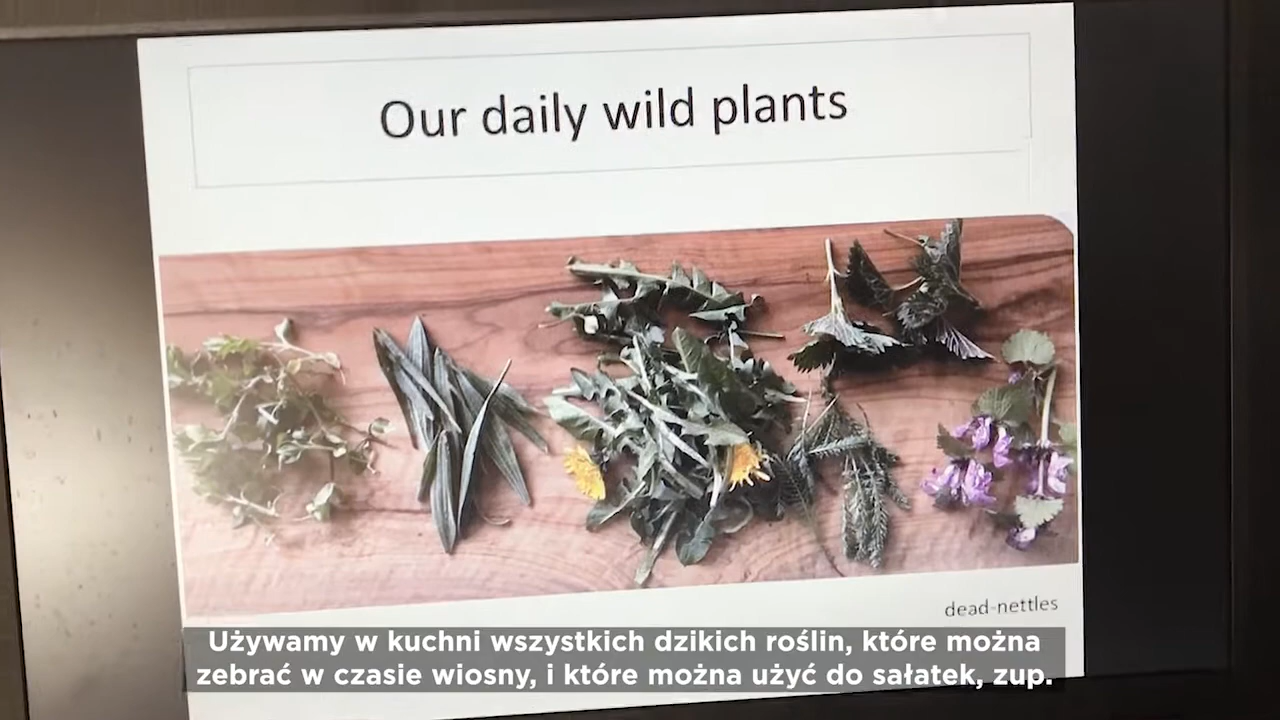 Our daily wild plants
dead-nettles
Używamy w kuchni wszystkich dzikich roślin, które można
zebrać w czasie wiosny, i które można użyć do sałatek, zup.